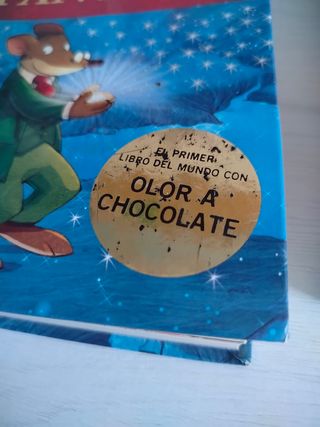 EL PRIMER
LIBRO DEL MUNDO CON
OLOR A
CHOCOLATE